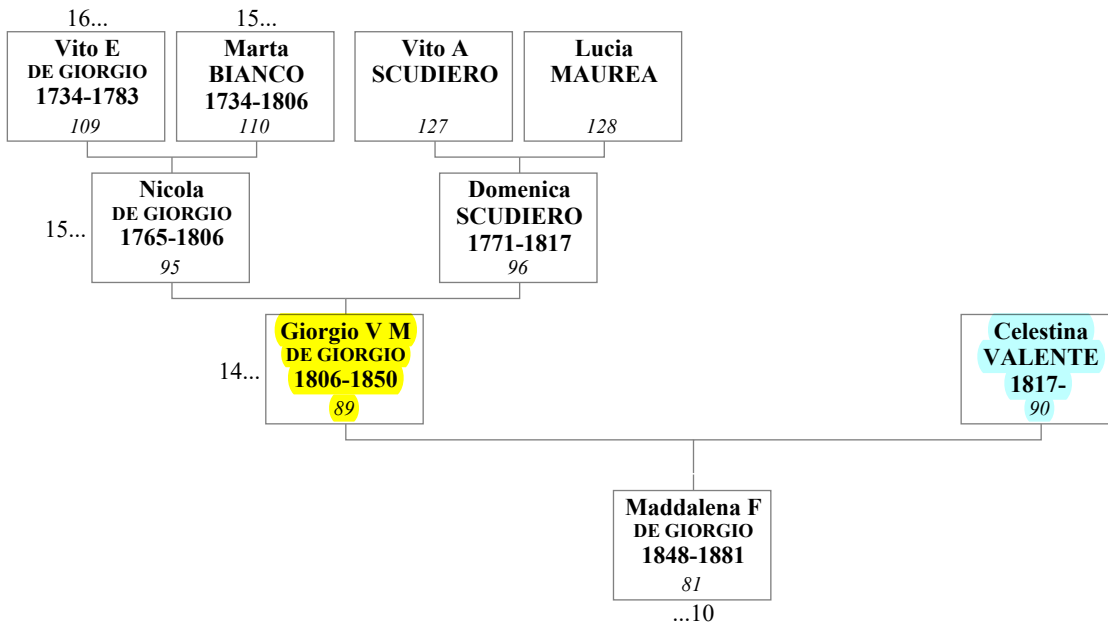 16...
15...
Vito E
DE GIORGIO
1734-1783
109
Marta
BIANCO
1734-1806
110
Vito A
SCUDIERO
127
Lucia
MAUREA
128
15...
Nicola
DE GIORGIO
1765-1806
95
Domenica
SCUDIERO
1771-1817
96
14...
Giorgio V M
DE GIORGIO
1806-1850
89
Celestina
VALENTE
1817-
90
Maddalena F
DE GIORGIO
1848-1881
81
...10